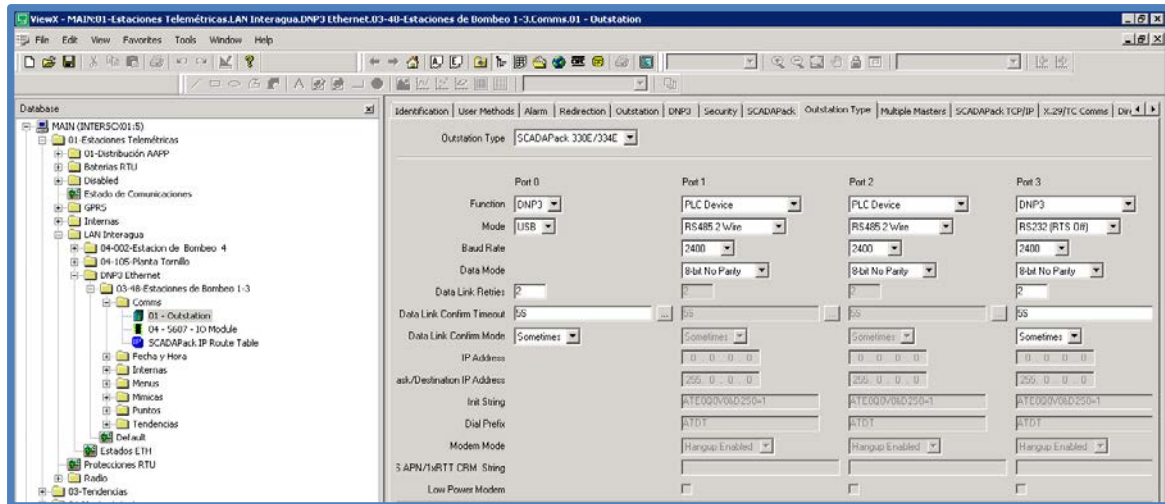 ViewX - MAIN:01-Estaciones Telemétricas.LAN Interagua.DNP3 Ethernet.03-48-Estaciones de Bombeo 1-3.Comms.01 - Outstation
File Edit View Favorites Tools Window Help
Database
MAIN (INTERSCX01:5)
01-Estaciones Telemétricas
01-Distribución AAPP
Baterias RTU
Disabled
Estado de Comunicaciones
GPRS
Internas
LAN Interagua
04-002-Estacion de Bombeo 4
04-105-Planta Tornillo
DNP3 Ethernet
03-48-Estaciones de Bombeo 1-3
Comms
01 - Outstation
04 - 5607 - IO Module
SCADAPack IP Route Table
Fecha y Hora
Internas
Menus
Mimicas
Puntos
Tendencias
Default
Estados ETH
Protecciones RTU
Radio
03-Tendencias
Identification User Methods Alarm Redirection Outstation DNP3 Security SCADAPack Outstation Type Multiple Masters SCADAPack TCP/IP X.29/TC Comms
Outstation Type SCADAPack 330E/334E
Port 0 Port 1 Port 2 Port 3
Function DNP3 PLC Device PLC Device DNP3
Mode USB RS485 2 Wire RS485 2 Wire RS232 (RTS Off)
Baud Rate 2400 2400 2400
Data Mode 8-bit No Parity 8-bit No Parity 8-bit No Parity
Data Link Retries 2 2 2 2
Data Link Confirm Timeout 5S ... 5S ... 5S ... 5S
Data Link Confirm Mode Sometimes Sometimes Sometimes Sometimes
IP Address 0 . 0 . 0 . 0 0 . 0 . 0 . 0 0 . 0 . 0 . 0
ask/Destination IP Address 255. 0 . 0 . 0 255. 0 . 0 . 0 255. 0 . 0 . 0
Init String ATE0Q0V0&D2S0=1 ATE0Q0V0&D2S0=1 ATE0Q0V0&D2S0=1
Dial Prefix ATDT ATDT ATDT
Modem Mode Hangup Enabled Hangup Enabled Hangup Enabled
String
Low Power Modem